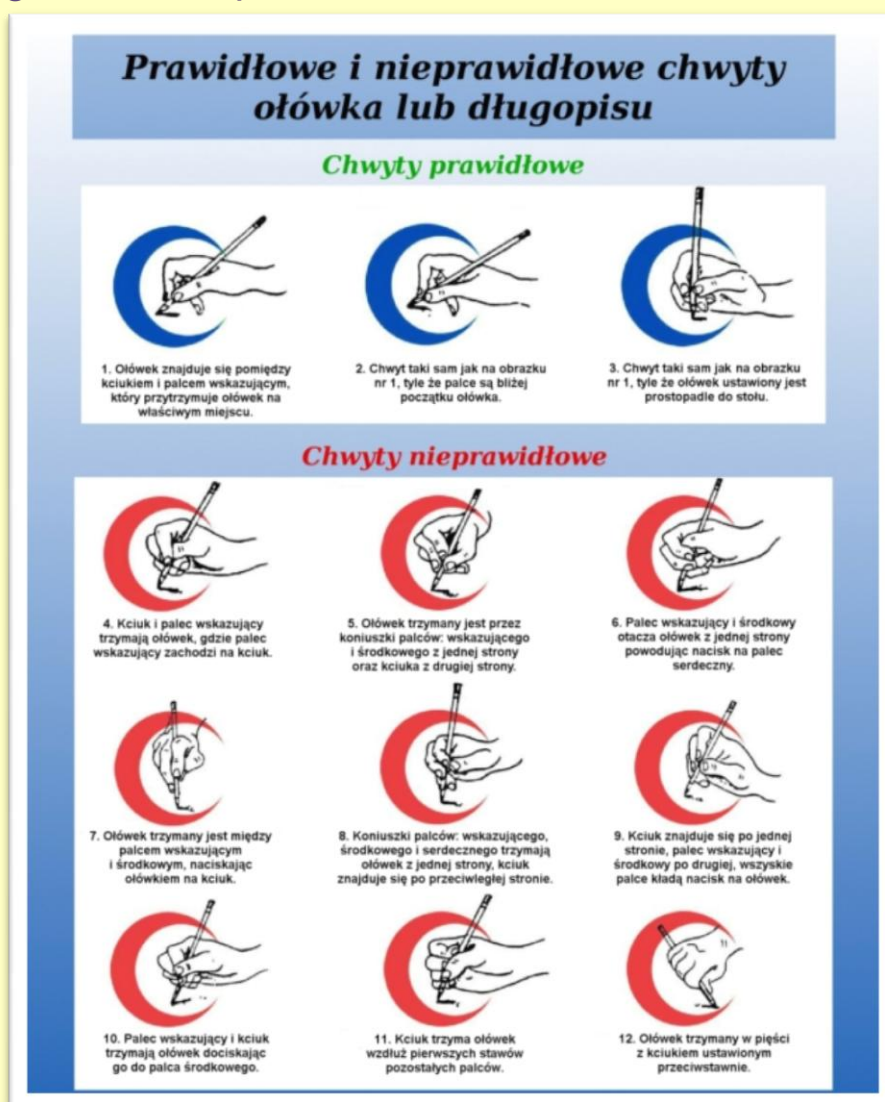 Prawidłowe i nieprawidłowe chwyty
ołówka lub długopisu
Chwyty prawidłowe
1. Ołówek znajduje się pomiędzy
kciukiem i palcem wskazującym,
który przytrzymuje ołówek na
właściwym miejscu.
2. Chwyt taki sam jak na obrazku
nr 1, tyle że palce są bliżej
początku ołówka.
3. Chwyt taki sam jak na obrazku
nr 1, tyle że ołówek ustawiony jest
prostopadle do stołu.
Chwyty nieprawidłowe
4. Kciuk i palec wskazujący
trzymają ołówek, gdzie palec
wskazujący zachodzi na kciuk.
5. Ołówek trzymany jest przez
koniuszki palców: wskazującego
i środkowego z jednej strony
oraz kciuka z drugiej strony.
6. Palec wskazujący i środkowy
otacza ołówek z jednej strony
powodując nacisk na palec
serdeczny.
7. Ołówek trzymany jest między
palcem wskazującym
i środkowym, naciskając
ołówkiem na kciuk.
8. Koniuszki palców: wskazującego,
środkowego i serdecznego trzymają
ołówek z jednej strony, kciuk
znajduje się po przeciwległej stronie.
9. Kciuk znajduje się po jednej
stronie, palec wskazujący i
środkowy po drugiej, wszyskie
palce kładą nacisk na ołówek.
10. Palec wskazujący i kciuk
trzymają ołówek dociskając
go do palca środkowego.
11. Kciuk trzyma ołówek
wzdłuż pierwszych stawów
pozostałych palców.
12. Ołówek trzymany w pięści
z kciukiem ustawionym
przeciwstawnie.